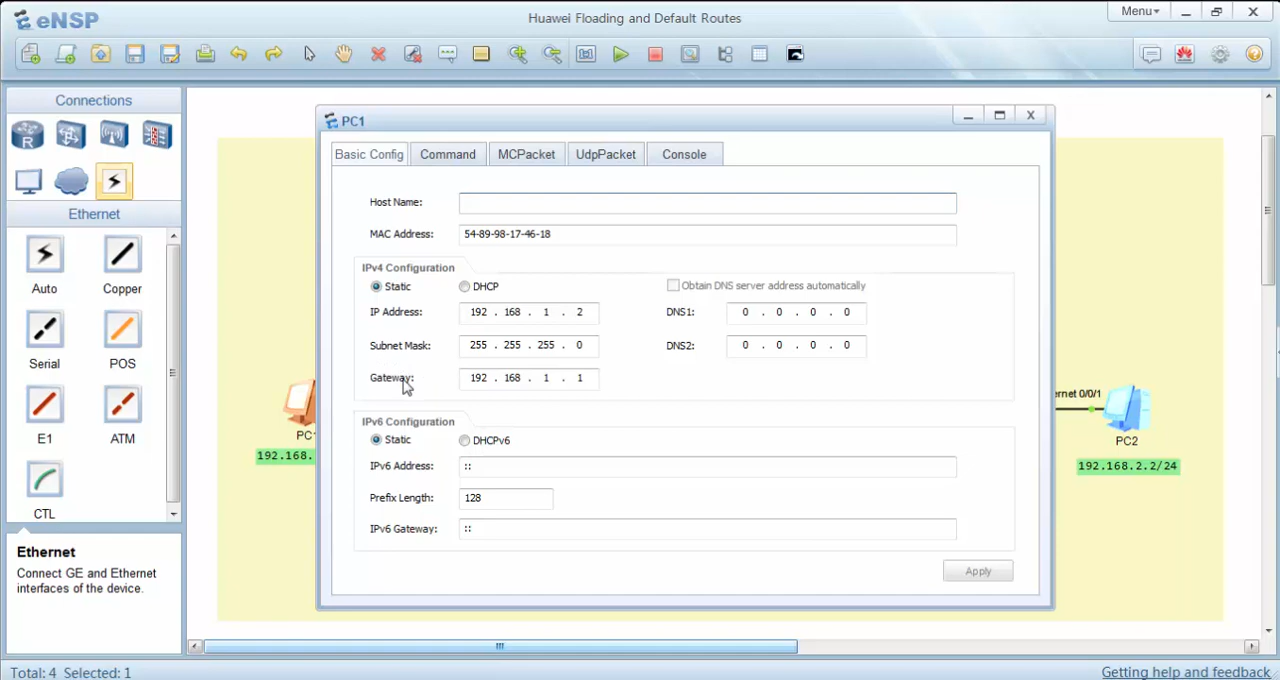 eNSP
Huawei Floading and Default Routes
Menu
Connections
R
Ethernet
Auto
Copper
Serial
POS
E1
ATM
CTL
Ethernet
Connect GE and Ethernet
interfaces of the device.
PC1
Basic Config
Command
MCPacket
UdpPacket
Console
Host Name:
MAC Address: 54-89-98-17-46-18
IPv4 Configuration
Static DHCP
Obtain DNS server address automatically
IP Address: 192 . 168 . 1 . 2
DNS1: 0 . 0 . 0 . 0
Subnet Mask: 255 . 255 . 255 . 0
DNS2: 0 . 0 . 0 . 0
Gateway: 192 . 168 . 1 . 1
IPv6 Configuration
Static DHCPv6
IPv6 Address: ::
Prefix Length: 128
IPv6 Gateway: ::
Apply
PC1
192.168.
ernet 0/0/1
PC2
192.168.2.2/24
Total: 4 Selected: 1
Getting help and feedback